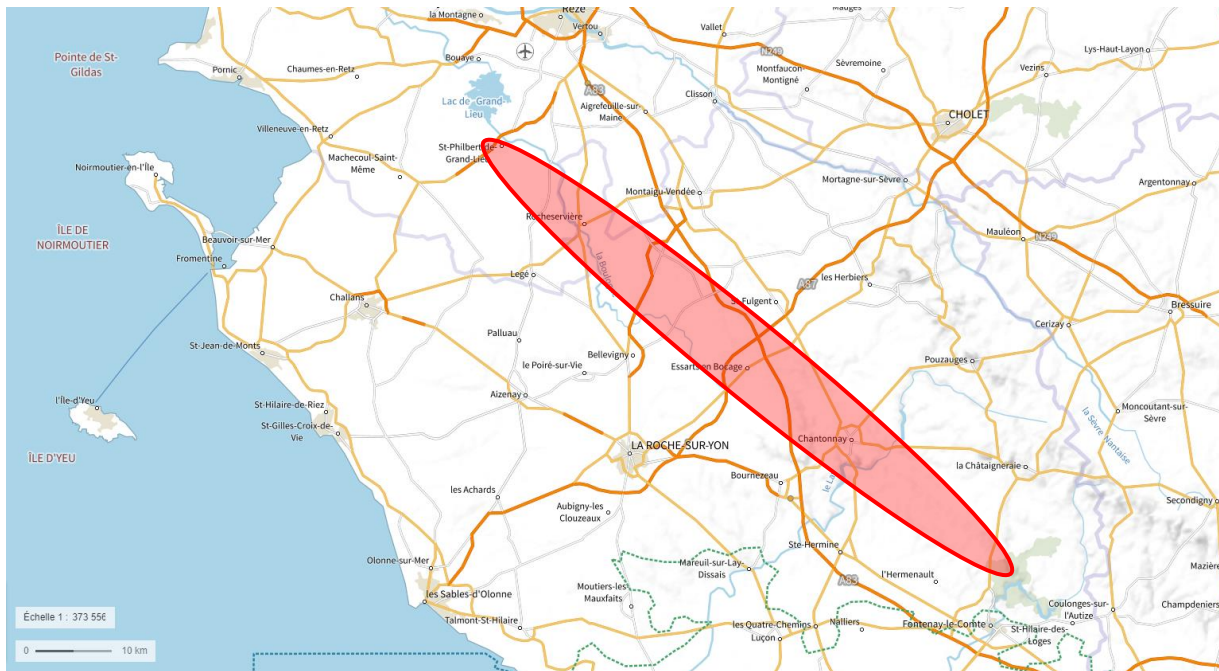 la Montagne
Rezé
Vertou
Vallet
Mauges
N249
Lys-Haut-Layon
Pointe de St-
Gildas
Bouaye
Sèvremoine
Vezins
Pornic
Chaumes-en-Retz
Montfaucon-
Montigné
A83
Clisson
Lac de Grand
Lieu
Aigrefeuille-sur-
Maine
CHOLET
Villeneuve-en-Retz
St-Philbert-de-
Grand-Lieu
Machecoul-Saint-
Même
Noirmoutier-en-l'Île
Mortagne-sur-Sèvre
Argentonnay
Montaigu-Vendée
Rocheservière
ÎLE DE
NOIRMOUTIER
Mauléon
N249
Beauvoir-sur-Mer
Fromentine
la Boulogne
Legé
les Herbiers
A87
Challans
St-Fulgent
Bressuire
Cerizay
Palluau
St-Jean-de-Monts
Bellevigny
Pouzauges
le Poiré-sur-Vie
Essarts en Bocage
Aizenay
l'Île-d'Yeu
St-Hilaire-de-Riez
St-Gilles-Croix-de-
Vie
Moncoutant-sur-
Sèvre
la Sèvre Nantaise
Chantonnay
LA ROCHE-SUR-YON
ÎLE D'YEU
la Châtaigneraie
Bournezeau
le Lay
les Achards
Secondigny
Aubigny-les
Clouzeaux
Ste-Hermine
Olonne-sur-Mer
Mareuil-sur-Lay-
Dissais
Mazière
A83
l'Hermenault
les Sables-d'Olonne
Moutiers-les
Mauxfaits
Coulonges-sur-
l'Autize
Champdeniers
Échelle 1 : 373 556
Talmont-St-Hilaire
les Quatre-Chemins
Nalliers
Fontenay-le-Comte
Luçon
St-Hilaire-des-
Loges
0 10 km